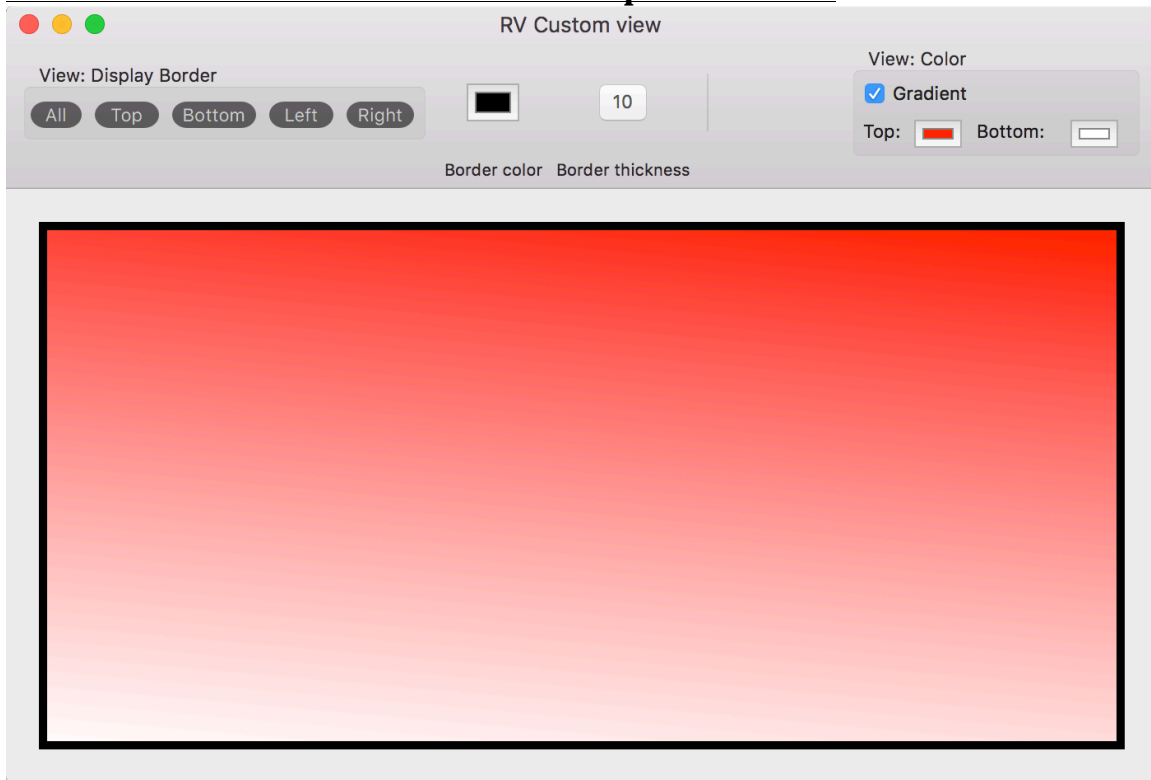 RV Custom view
View: Display Border
All Top Bottom Left Right
10
Border color Border thickness
View: Color
Gradient
Top: Bottom: